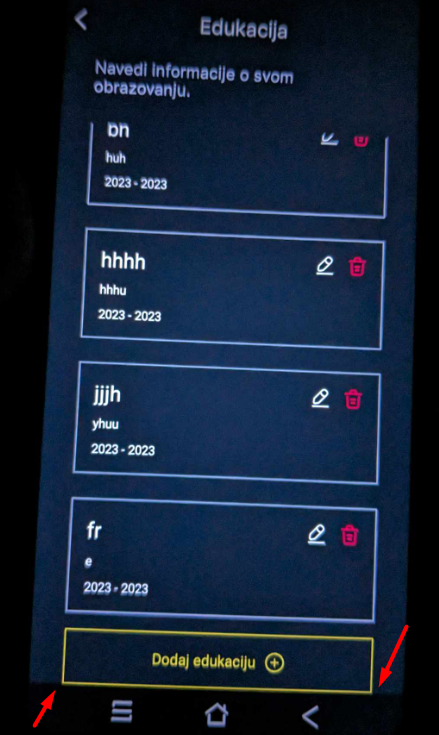 Edukacija
Navedi informacije o svom
obrazovanju.
bn
huh
2023 - 2023
hhhh
hhhu
2023 - 2023
jjjh
yhuu
2023 - 2023
fr
e
2023 - 2023
Dodaj edukaciju